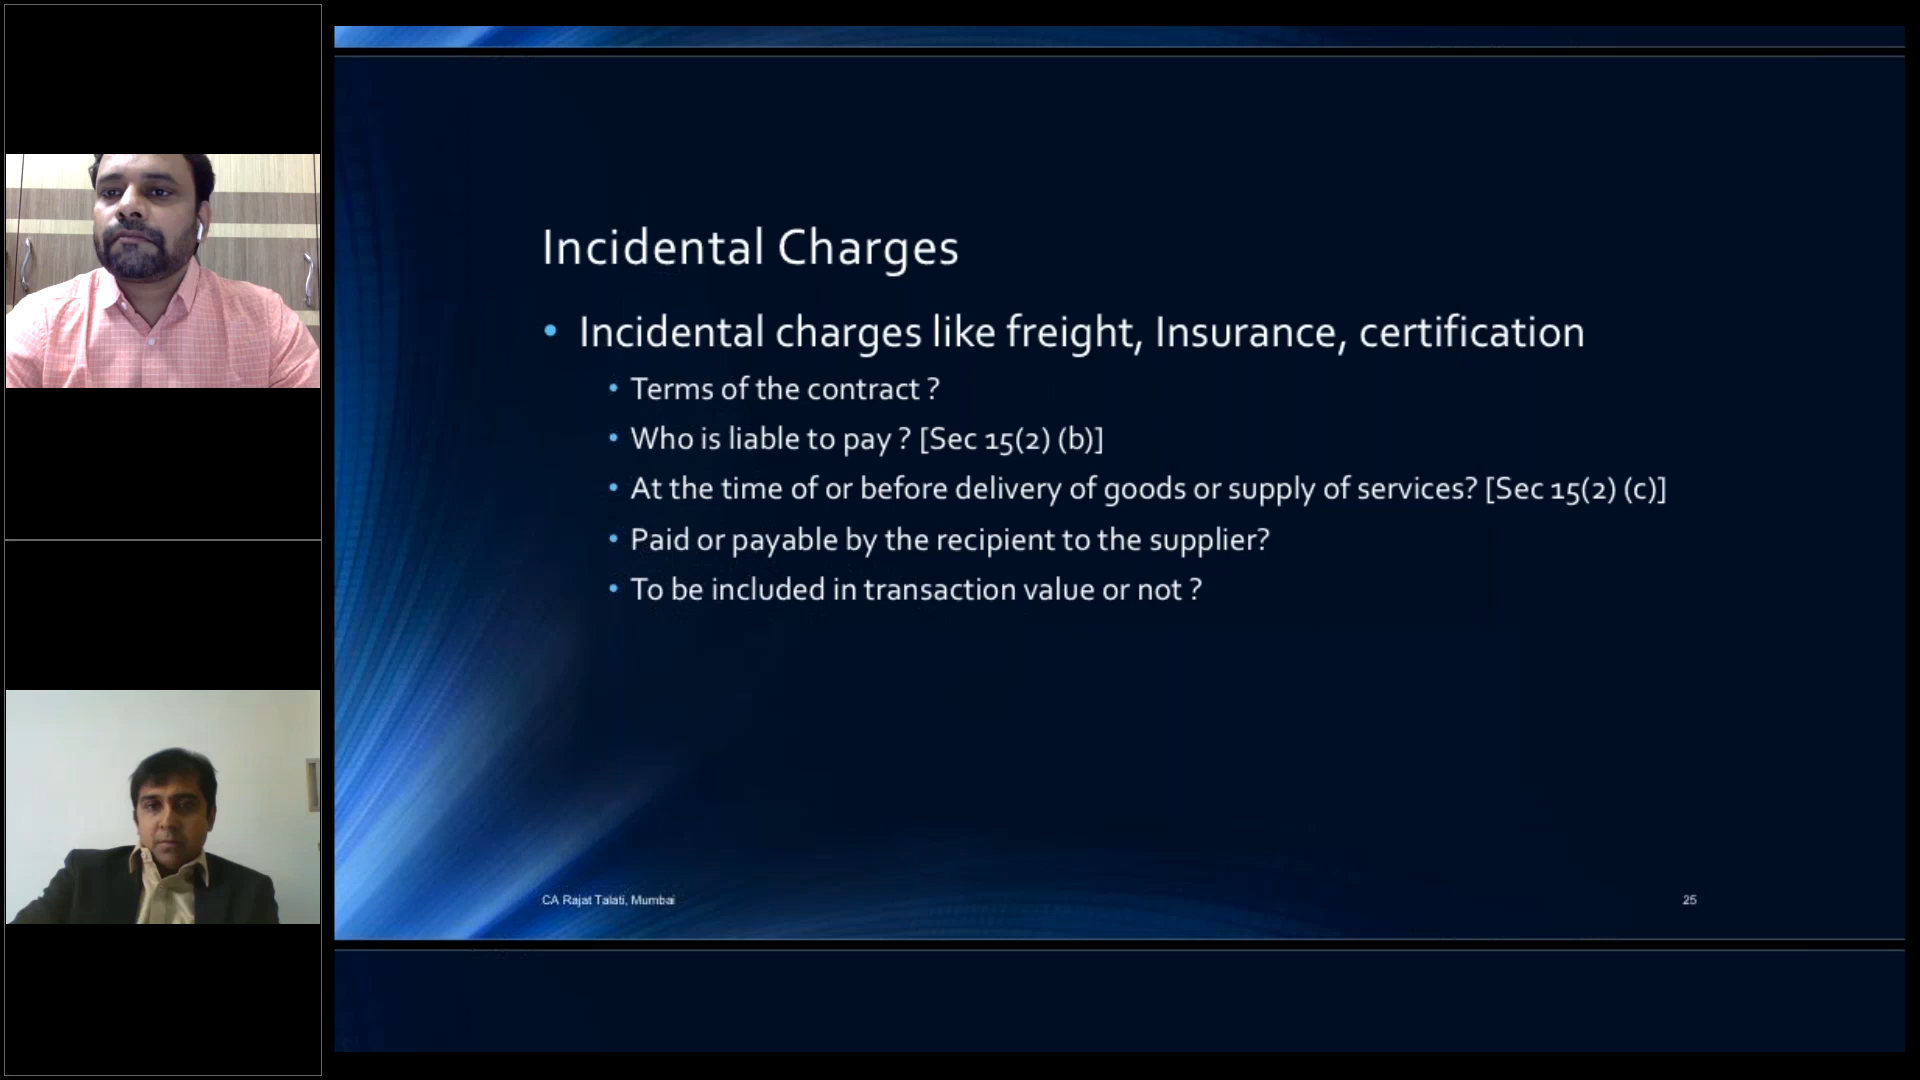 Incidental Charges
• Incidental charges like freight, Insurance, certification
• Terms of the contract ?
• Who is liable to pay ? [Sec 15(2) (b)]
• At the time of or before delivery of goods or supply of services? [Sec 15(2) (c)]
• Paid or payable by the recipient to the supplier?
• To be included in transaction value or not ?
CA Rajat Talati, Mumbai
25